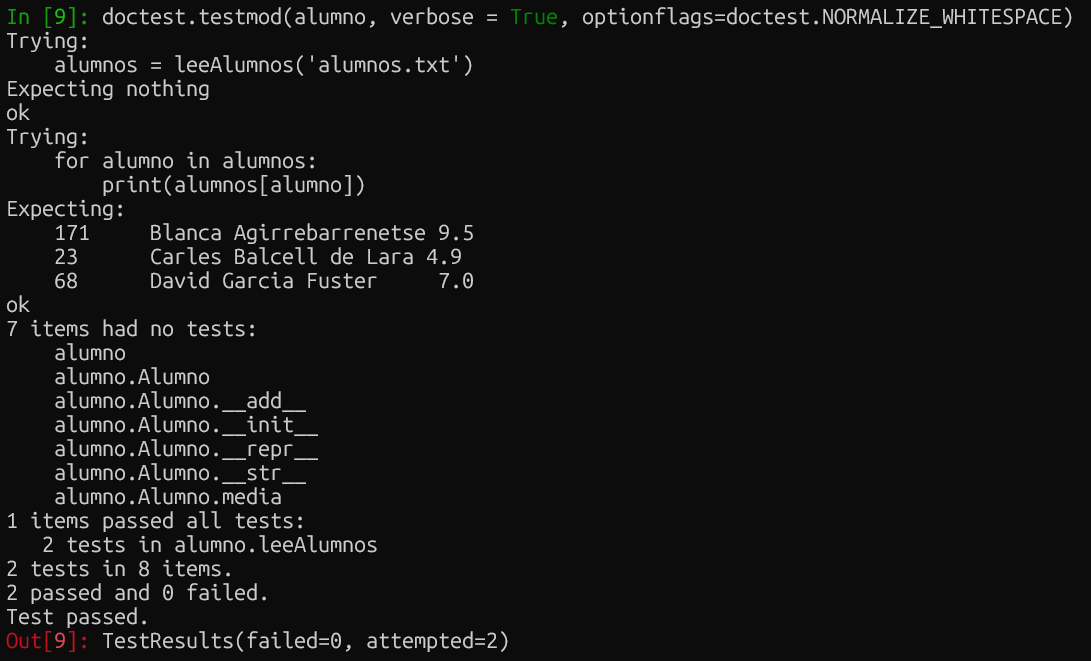 In [9]: doctest.testmod(alumno, verbose = True, optionflags=doctest.NORMALIZE_WHITESPACE)
Trying:
    alumnos = leeAlumnos('alumnos.txt')
Expecting nothing
ok
Trying:
    for alumno in alumnos:
        print(alumnos[alumno])
Expecting:
    171     Blanca Agirrebarrenetse 9.5
    23      Carles Balcell de Lara 4.9
    68      David Garcia Fuster     7.0
ok
7 items had no tests:
    alumno
    alumno.Alumno
    alumno.Alumno.__add__
    alumno.Alumno.__init__
    alumno.Alumno.__repr__
    alumno.Alumno.__str__
    alumno.Alumno.media
1 items passed all tests:
   2 tests in alumno.leeAlumnos
2 tests in 8 items.
2 passed and 0 failed.
Test passed.
Out[9]: TestResults(failed=0, attempted=2)